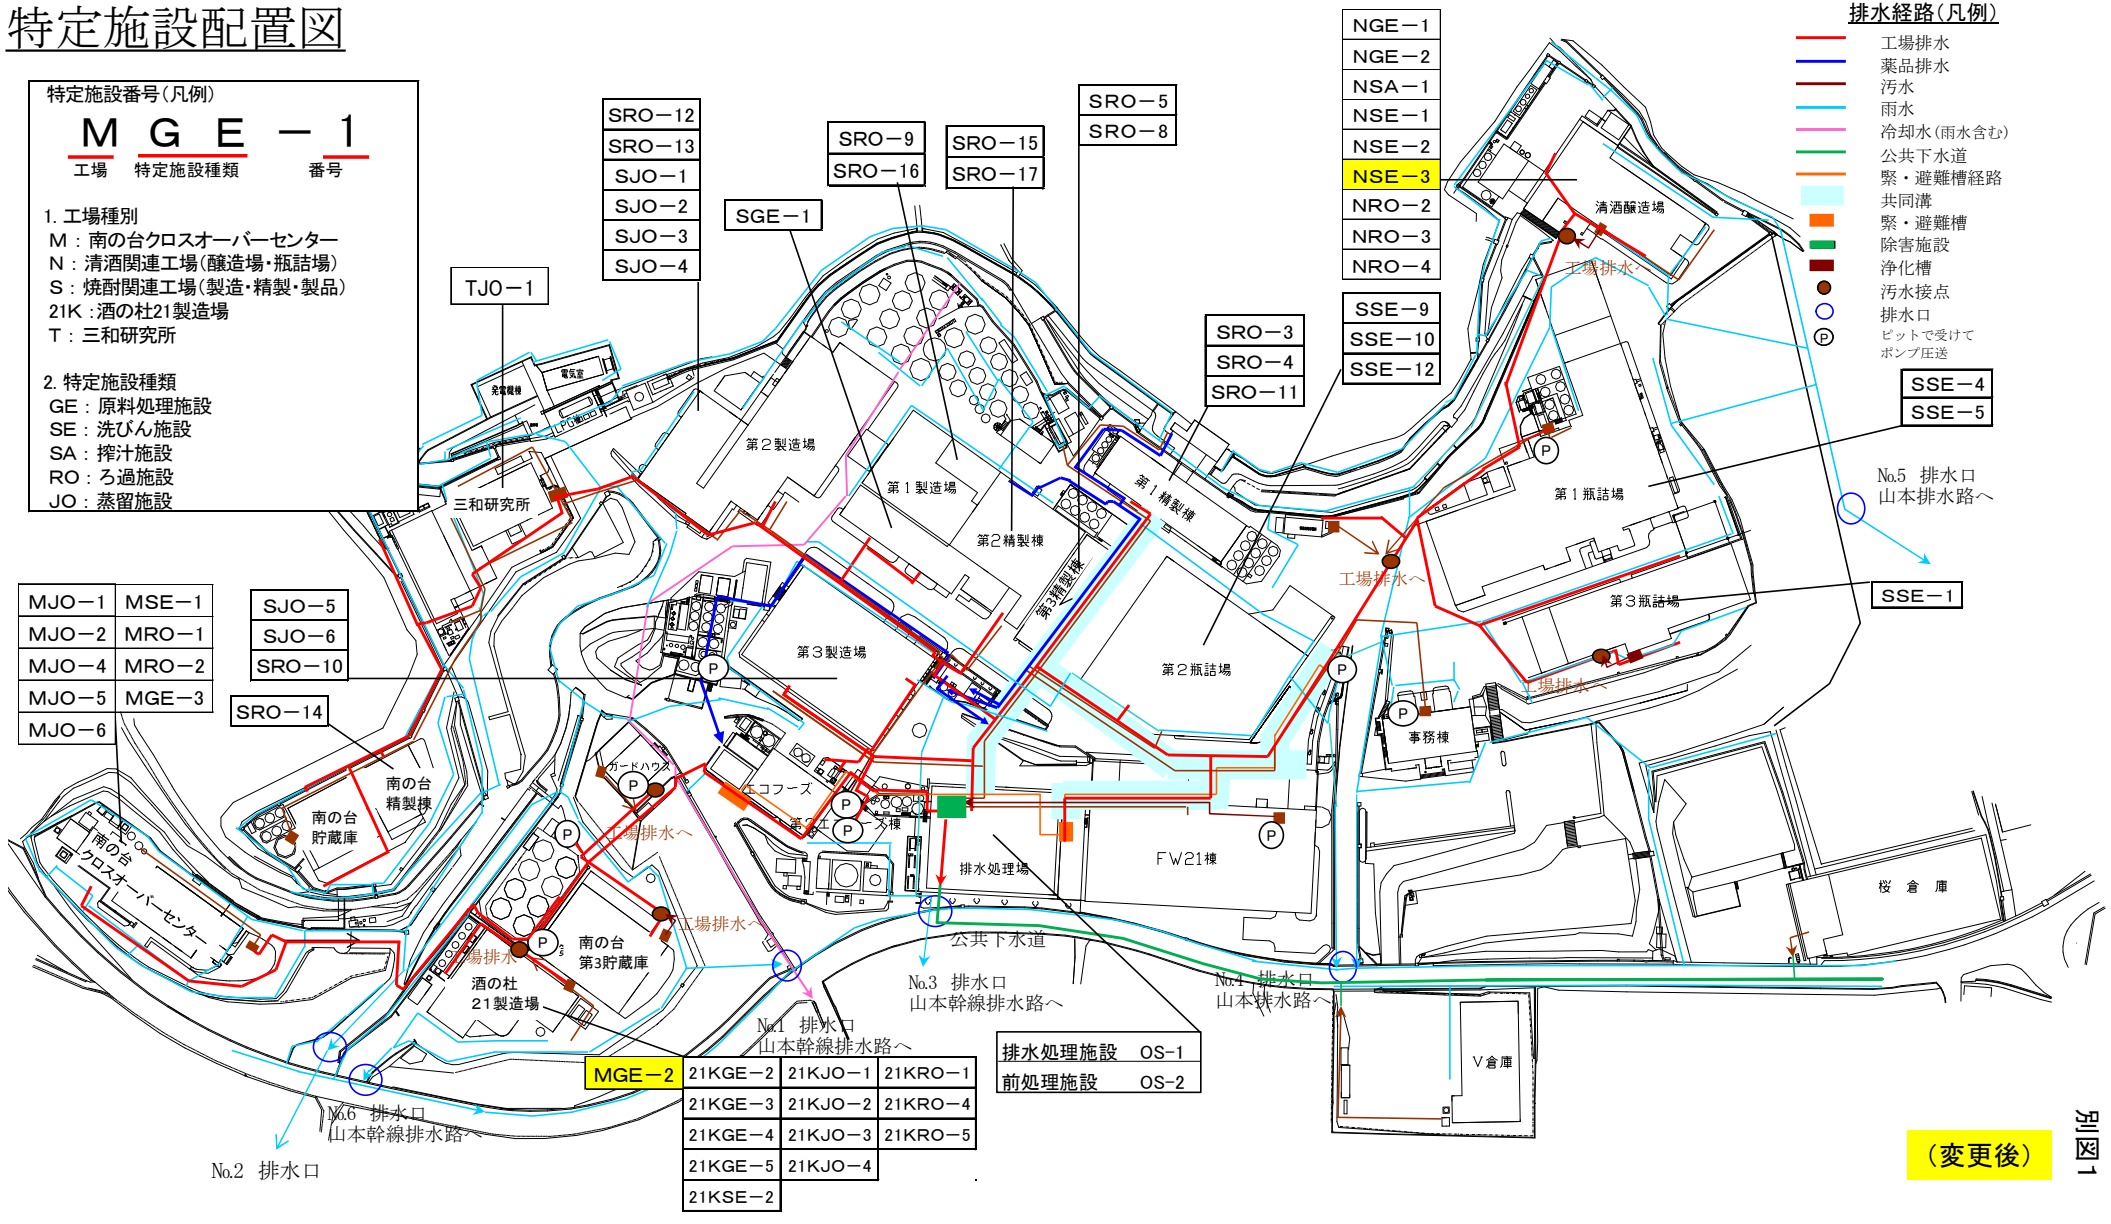 特定施設配置図
特定施設番号(凡例)
M GE －1
工場 特定施設種類 番号
1. 工場種別
M：南の台クロスオーバーセンター
N：清酒関連工場(醸造場・瓶詰場)
S：焼酎関連工場(製造・精製・製品)
21K：酒の杜21製造場
T：三和研究所
2. 特定施設種類
GE：原料処理施設
SE：洗びん施設
SA：搾汁施設
RO：ろ過施設
JO：蒸留施設
排水経路(凡例)
工場排水
薬品排水
汚水
雨水
冷却水(雨水含む)
公共下水道
緊・避難槽経路
共同溝
緊・避難槽
除害施設
浄化槽
汚水接点
排水口
P
ピットで受けて
ポンプ圧送
SRO－12
SRO－13
SJO－1
SJO－2
SJO－3
SJO－4
TJO－1
SGE－1
SRO－9
SRO－16
SRO－15
SRO－17
SRO－5
SRO－8
SRO－3
SRO－4
SRO－11
NGE－1
NGE－2
NSA－1
NSE－1
NSE－2
NSE－3
NRO－2
NRO－3
NRO－4
SSE－9
SSE－10
SSE－12
SSE－4
SSE－5
SSE－1
MJO－1 MSE－1
MJO－2 MRO－1
MJO－4 MRO－2
MJO－5 MGE－3
MJO－6
SJO－5
SJO－6
SRO－10
SRO－14
発電機棟
電気室
三和研究所
第2製造場
第1製造場
第2精製棟
第1精製棟
第3精製棟
第3製造場
第2瓶詰場
清酒醸造場
工場排水へ
第1瓶詰場
第3瓶詰場
工場排水へ
工場排水へ
事務棟
No.5 排水口
山本排水路へ
P
P
P
P
P
P
P
P
P
P
ガードハウス
エコフーズ
工場排水へ
工場排水へ
場排水
南の台
精製棟
南の台
貯蔵庫
南の台
クロスオーバーセンター
南の台
第3貯蔵庫
酒の杜
21製造場
排水処理場
FW21棟
桜倉庫
V倉庫
公共下水道
No.3 排水口
山本幹線排水路へ
No.4 排水口
山本排水路へ
No.1 排水口
山本幹線排水路へ
No.6 排水口
山本幹線排水路へ
No.2 排水口
排水処理施設 OS-1
前処理施設 OS-2
MGE－2 21KGE－2 21KJO－1 21KRO－1
21KGE－3 21KJO－2 21KRO－4
21KGE－4 21KJO－3 21KRO－5
21KGE－5 21KJO－4
21KSE－2
(変更後)
別図1